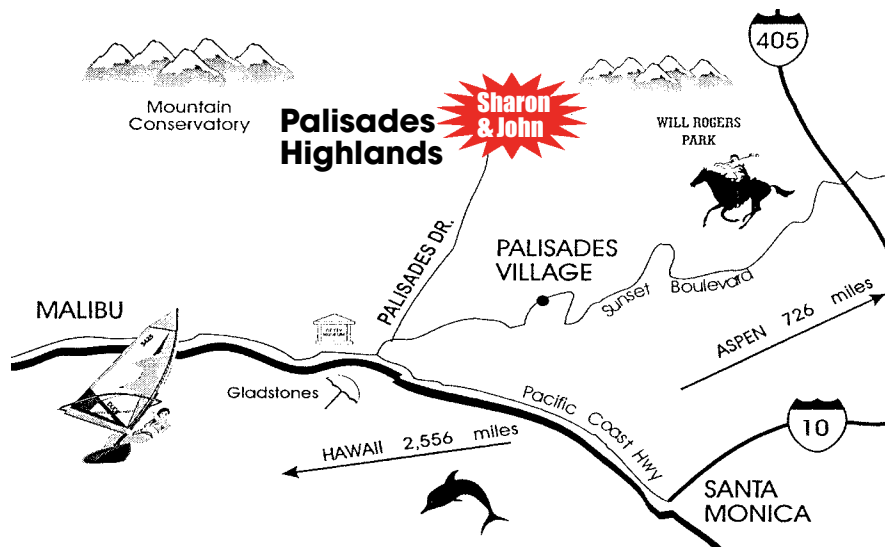 405
Sharon
& John
Mountain
Conservatory
Palisades
Highlands
WILL ROGERS
PARK
PALISADES DR.
PALISADES
VILLAGE
Sunset Boulevard
MALIBU
ASPEN 726 miles
Gladstones
Pacific Coast Hwy
HAWAII 2,556 miles
10
SANTA
MONICA